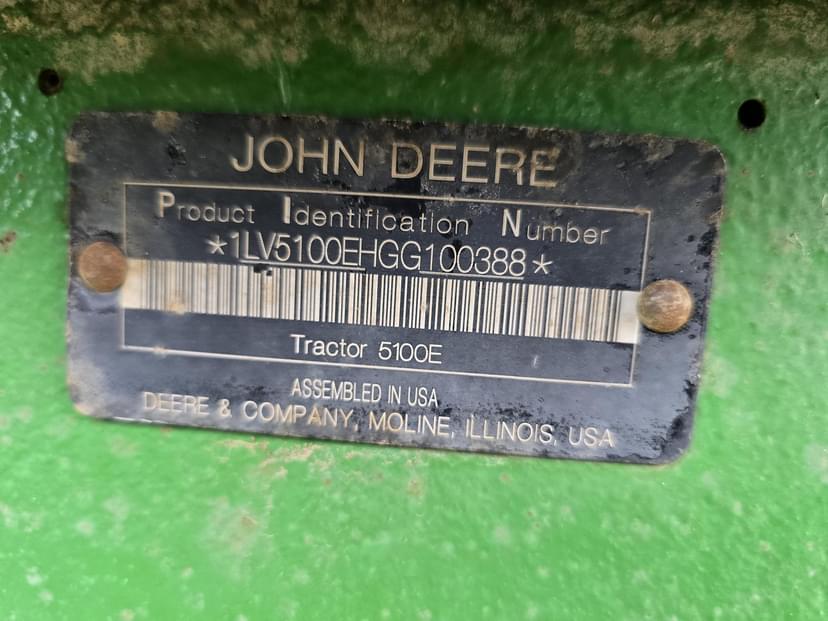 JOHN DEERE
Product Identification Number
*1LV5100EHGG100388*
Tractor 5100E
ASSEMBLED IN USA
DEERE & COMPANY, MOLINE, ILLINOIS, USA